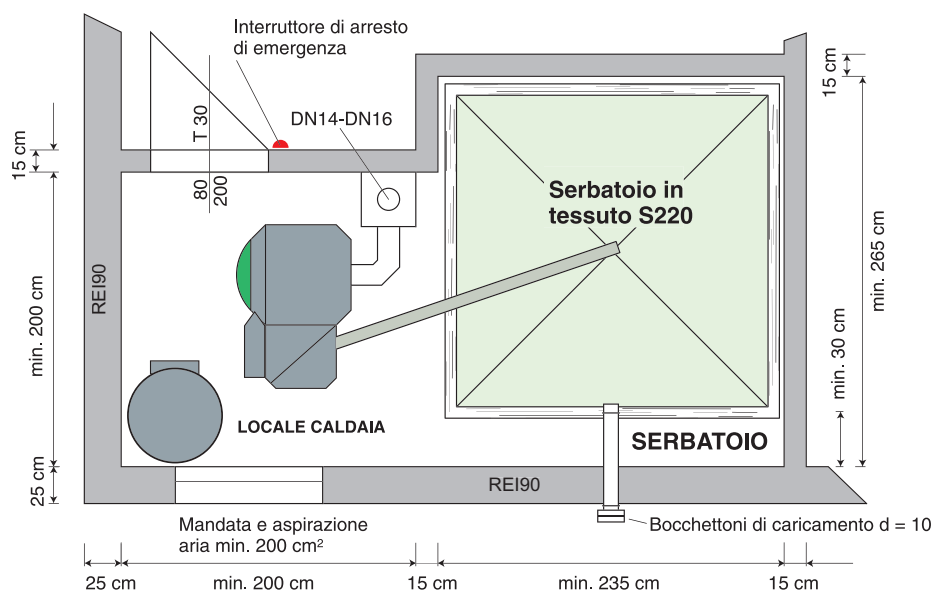 Interruttore di arresto
di emergenza
DN14-DN16
T 30
80
200
15 cm
15 cm
Serbatoio in
tessuto S220
REI90
min. 200 cm
min. 265 cm
min. 30 cm
LOCALE CALDAIA
SERBATOIO
25 cm
REI90
Mandata e aspirazione
aria min. 200 cm²
Bocchettoni di caricamento d = 10
25 cm
min. 200 cm
15 cm
min. 235 cm
15 cm